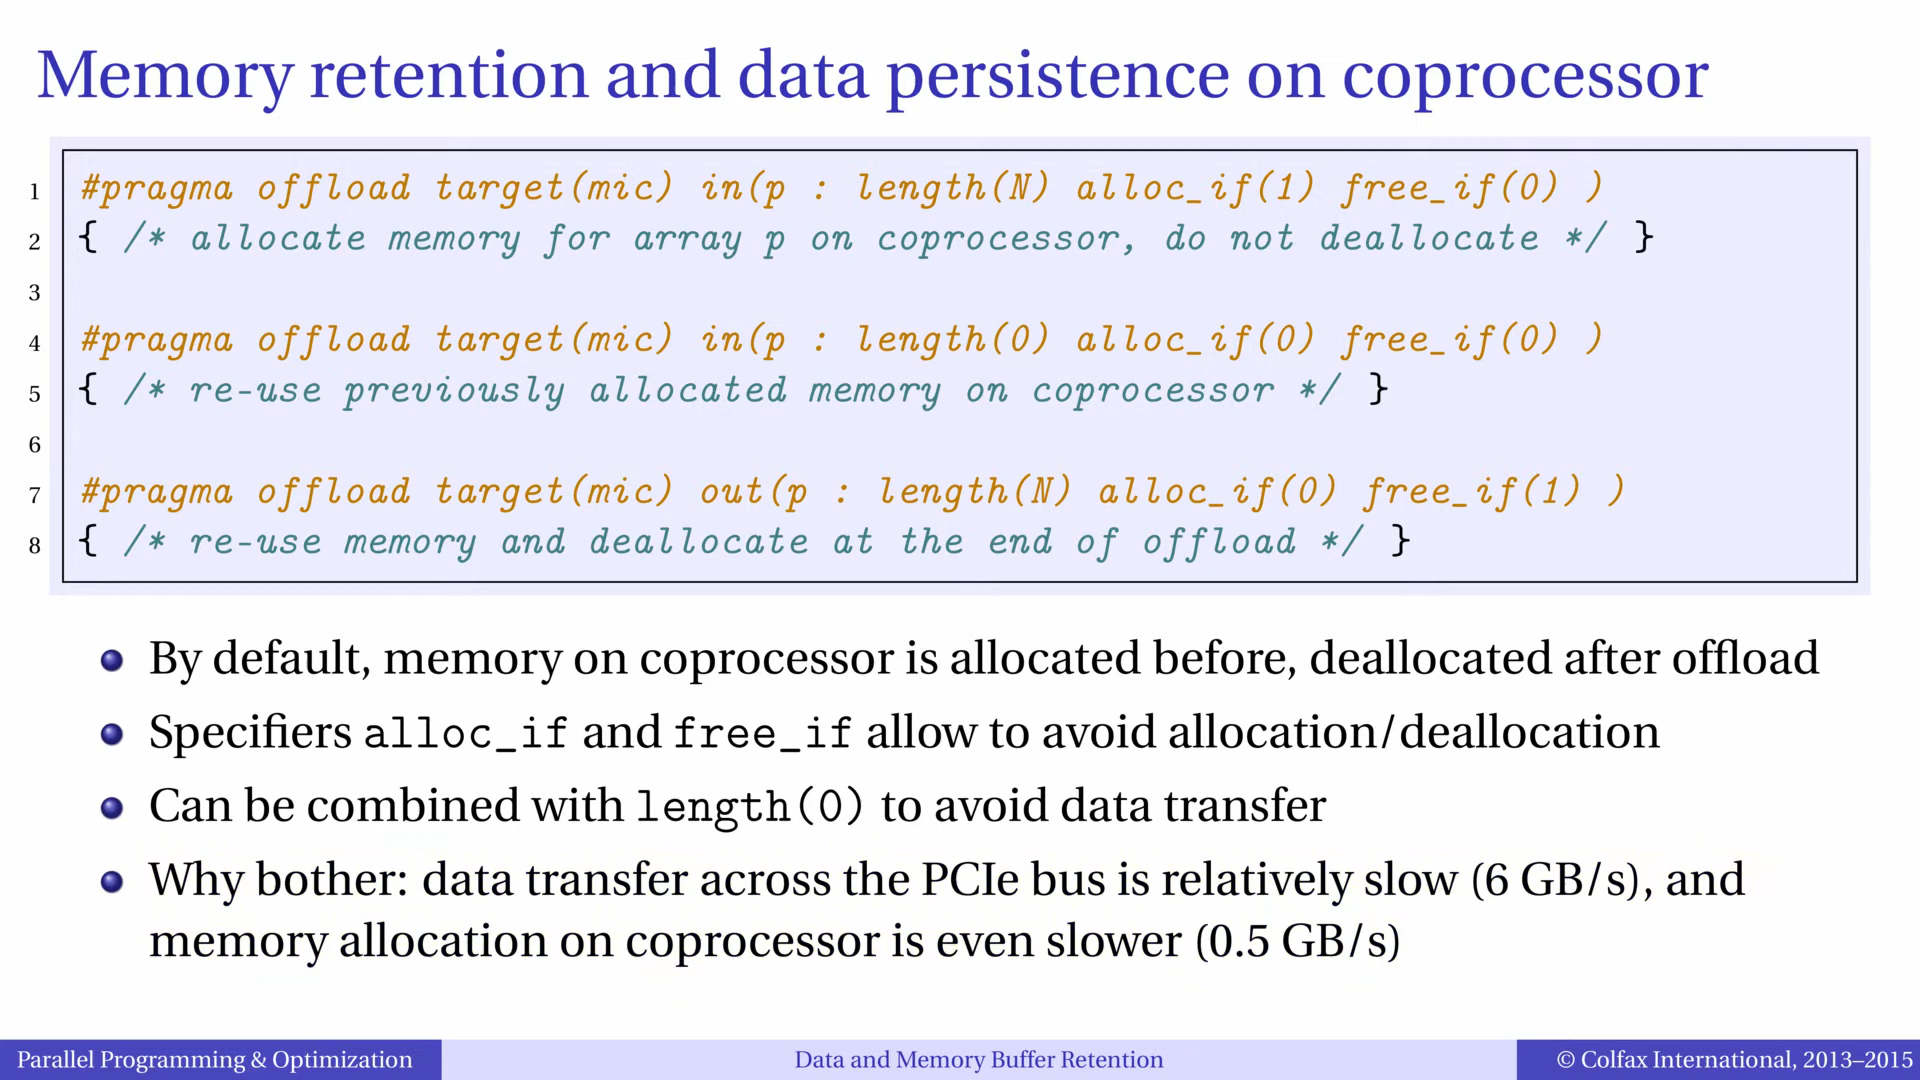 Memory retention and data persistence on coprocessor
1 #pragma offload target(mic) in(p : length(N) alloc_if(1) free_if(0) )
2 { /* allocate memory for array p on coprocessor, do not deallocate */ }
3
4 #pragma offload target(mic) in(p : length(0) alloc_if(0) free_if(0) )
5 { /* re-use previously allocated memory on coprocessor */ }
6
7 #pragma offload target(mic) out(p : length(N) alloc_if(0) free_if(1) )
8 { /* re-use memory and deallocate at the end of offload */ }
By default, memory on coprocessor is allocated before, deallocated after offload
Specifiers alloc_if and free_if allow to avoid allocation/deallocation
Can be combined with length(0) to avoid data transfer
Why bother: data transfer across the PCIe bus is relatively slow (6 GB/s), and
memory allocation on coprocessor is even slower (0.5 GB/s)
Parallel Programming & Optimization
Data and Memory Buffer Retention
© Colfax International, 2013–2015